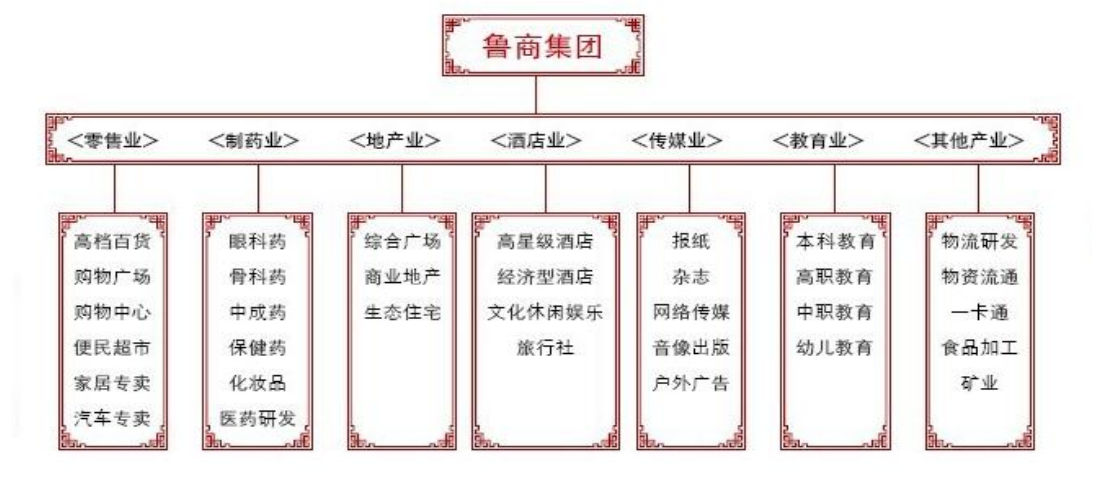 鲁商集团
<零售业> <制药业> <地产业> <酒店业> <传媒业> <教育业> <其他产业>
高档百货
购物广场
购物中心
便民超市
家居专卖
汽车专卖
眼科药
骨科药
中成药
保健药
化妆品
医药研发
综合广场
商业地产
生态住宅
高星级酒店
经济型酒店
文化休闲娱乐
旅行社
报纸
杂志
网络传媒
音像出版
户外广告
本科教育
高职教育
中职教育
幼儿教育
物流研发
物资流通
一卡通
食品加工
矿业